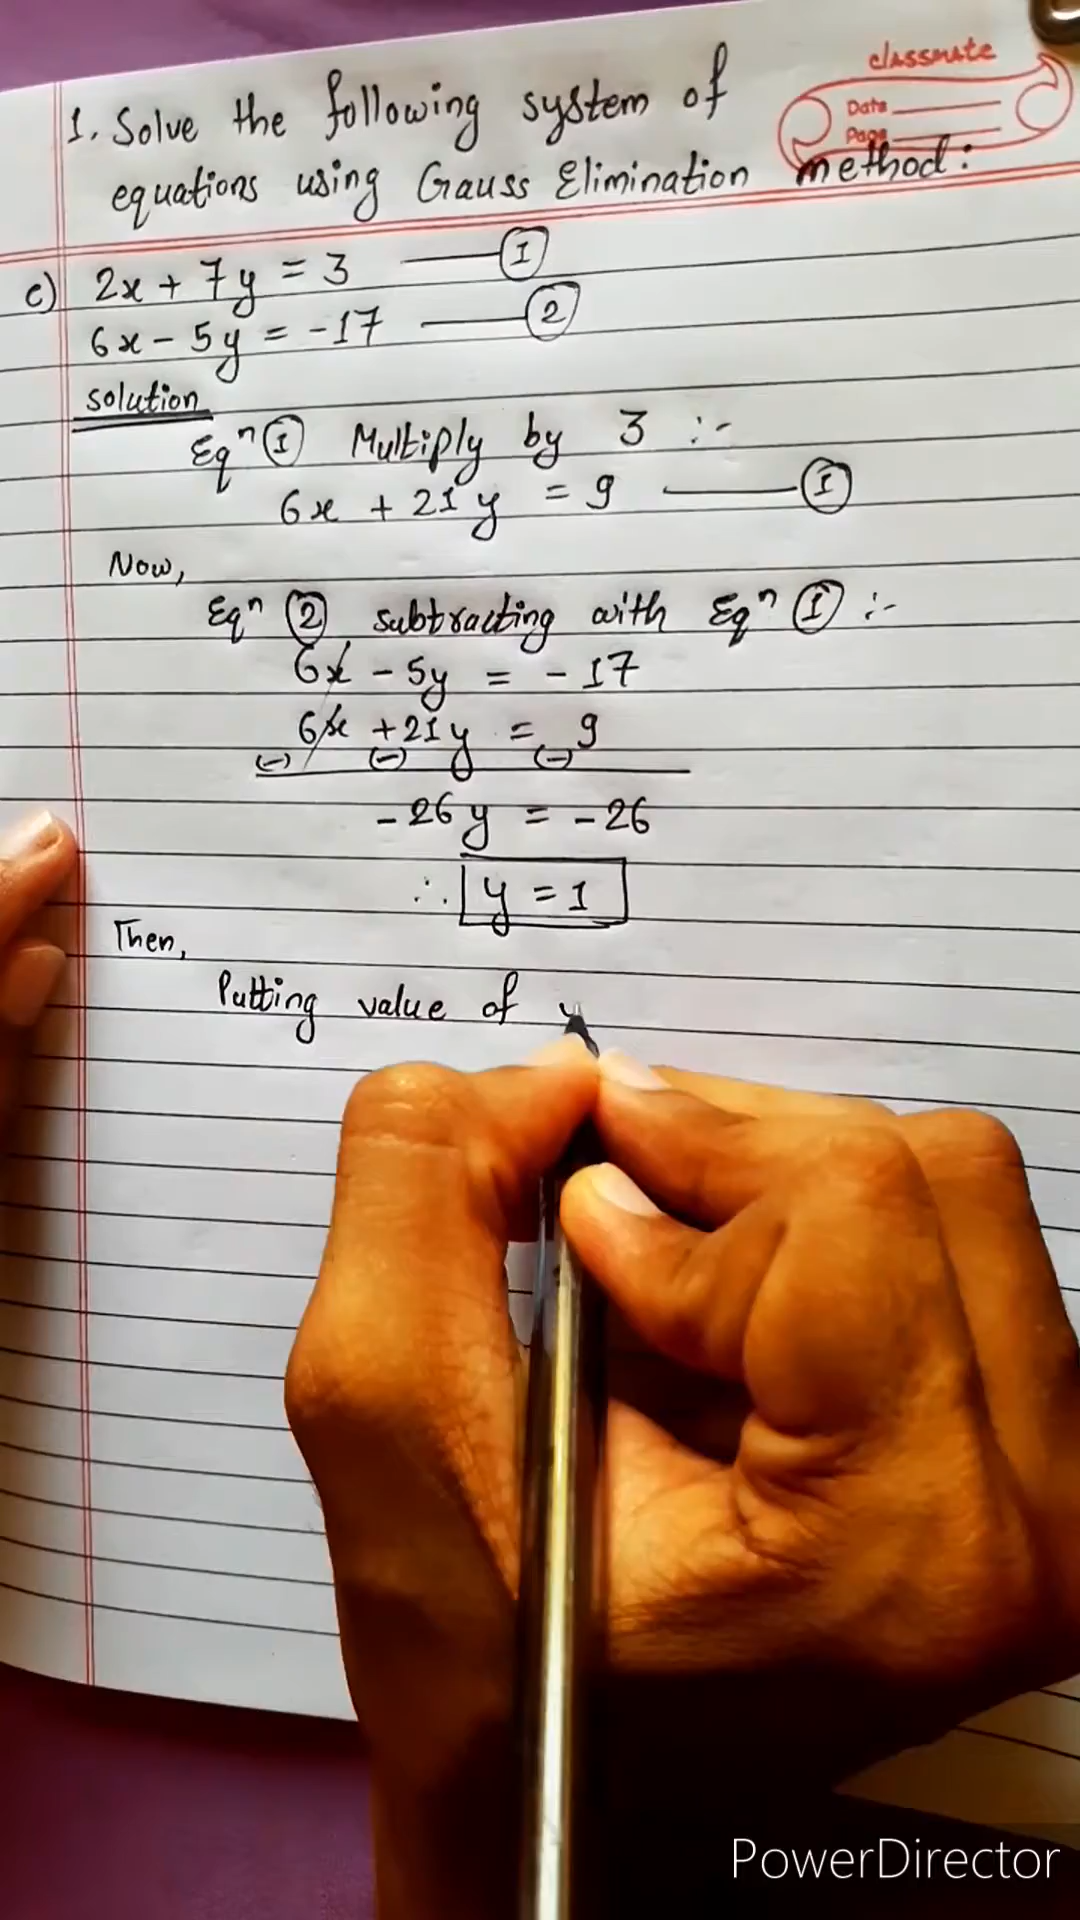 classmate
Date
Page
1. Solve the following system of
equations using Gauss Elimination method:
c) 2x + 7y = 3 —— ①
6x - 5y = -17 —— ②
solution
Eqⁿ ① Multiply by 3 :-
6x + 21y = 9 —— Ⓘ
Now,
Eqⁿ ② subtracting with Eqⁿ Ⓘ :-
6x - 5y = - 17
6x + 21y = 9
(-) (-) (-)
-26y = -26
∴ y = 1
Then,
Putting value of y
PowerDirector